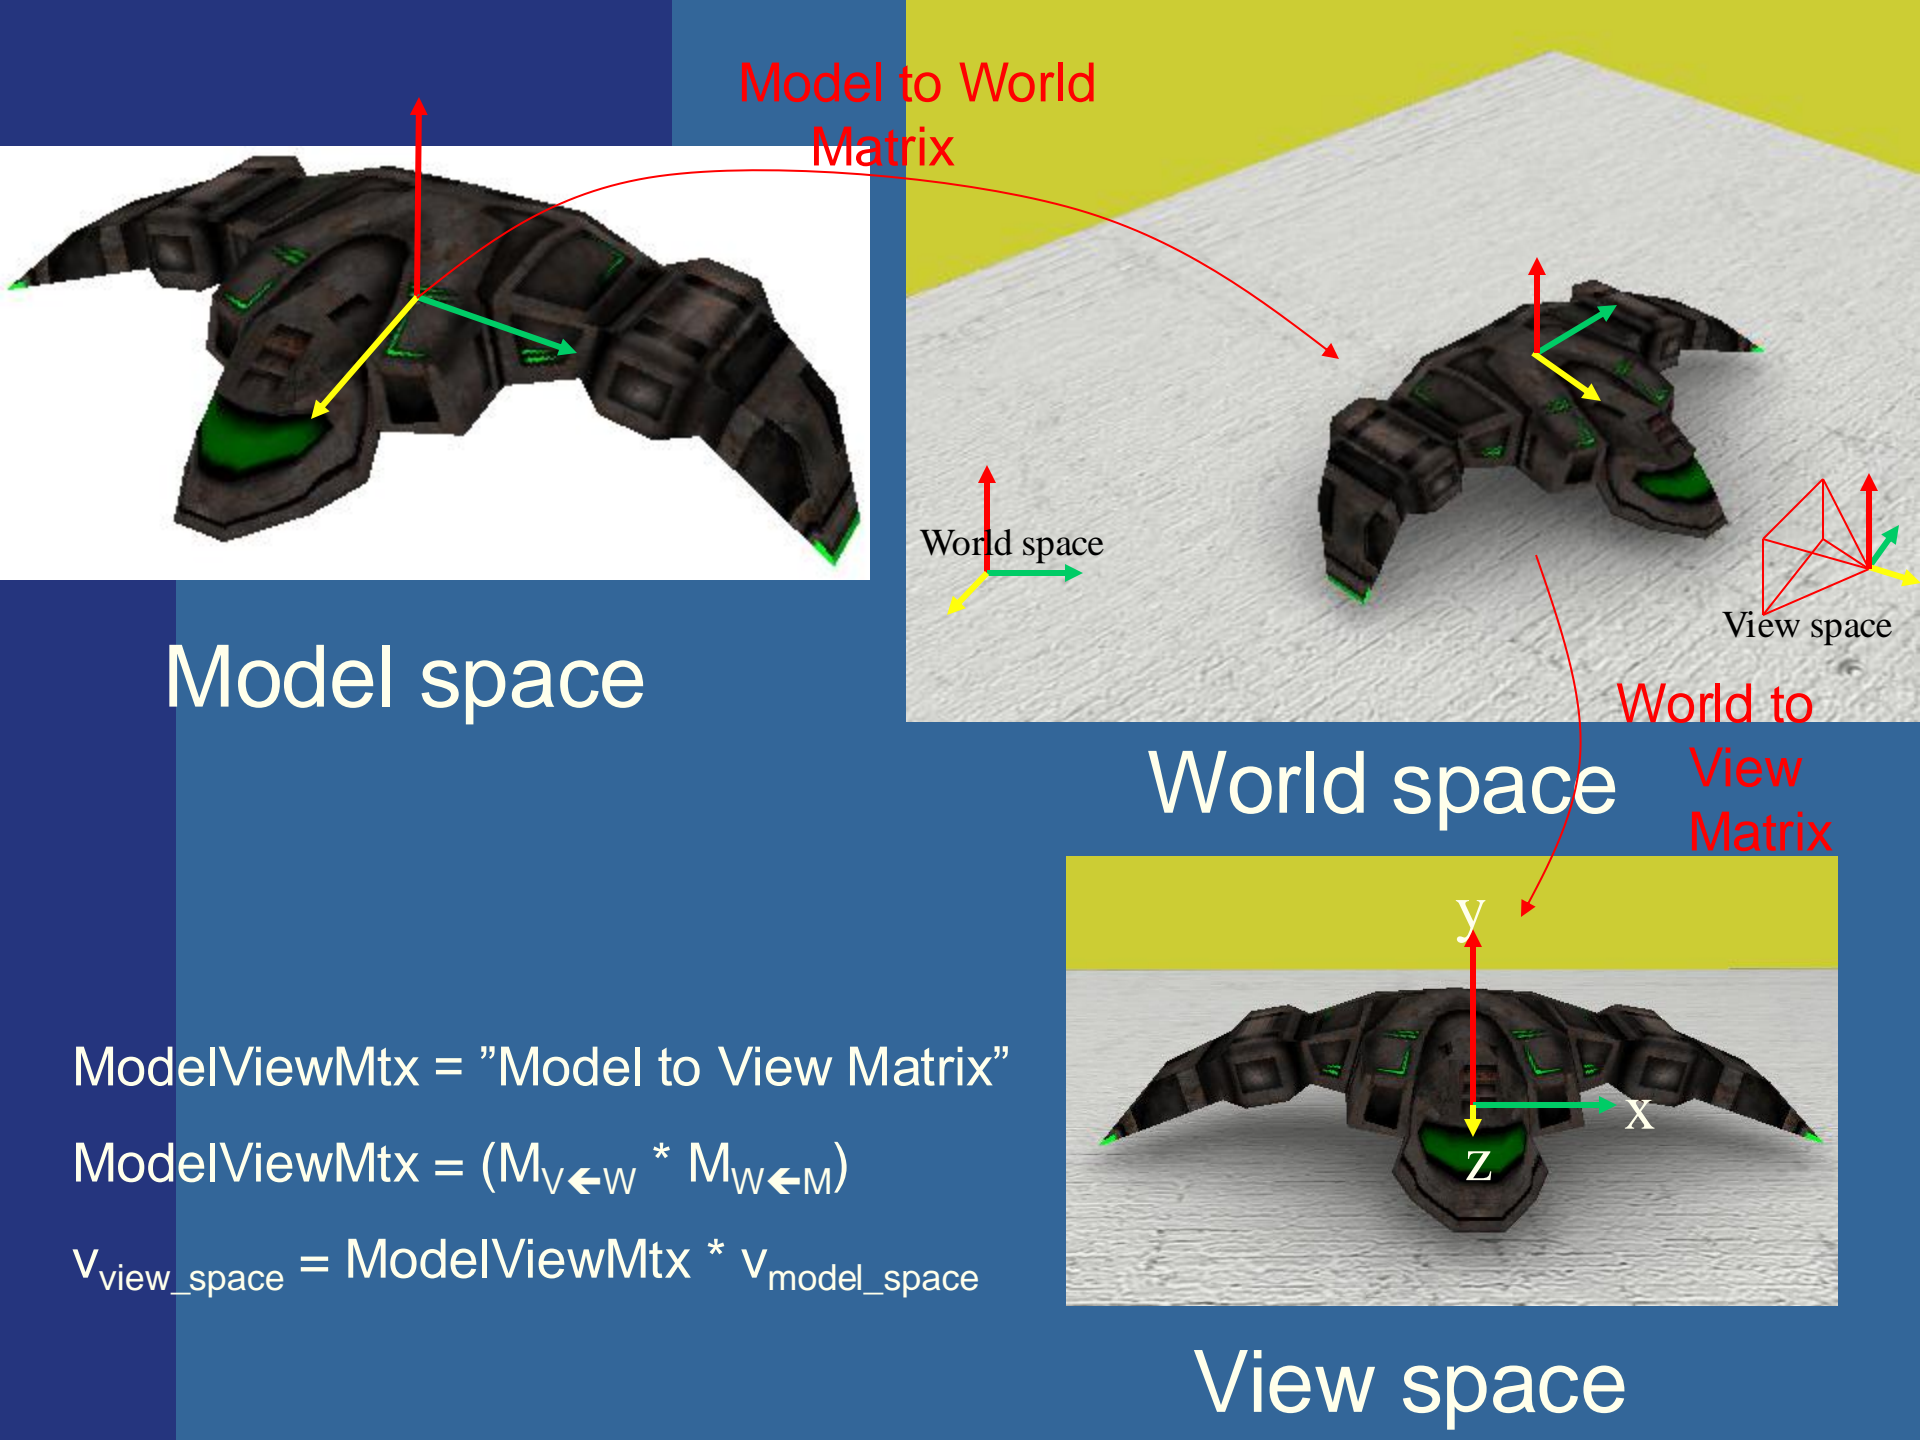 Model to World
Matrix
World space
View space
Model space
World to
View
Matrix
World space
y
x
z
ModelViewMtx = ”Model to View Matrix”
ModelViewMtx = (MV🡨W * MW🡨M)
vview_space = ModelViewMtx * vmodel_space
View space